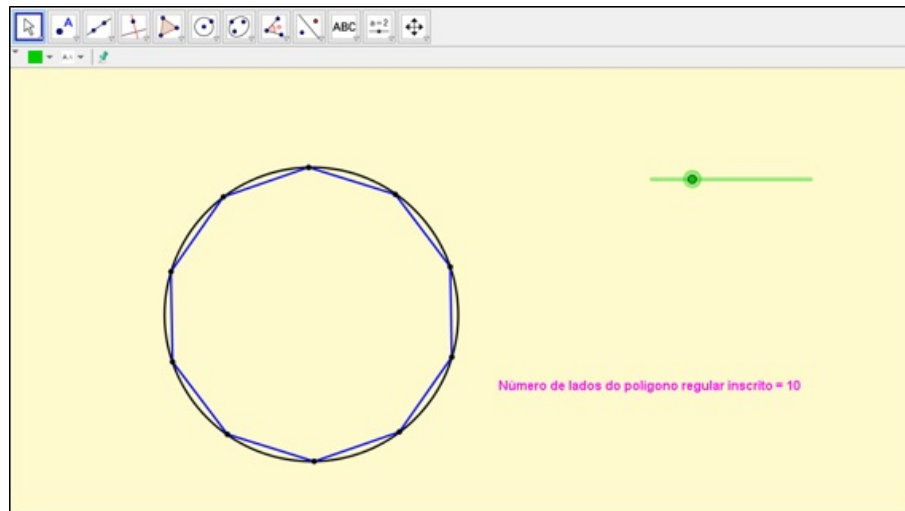 A
ABC
a=2
Número de lados do polígono regular inscrito = 10